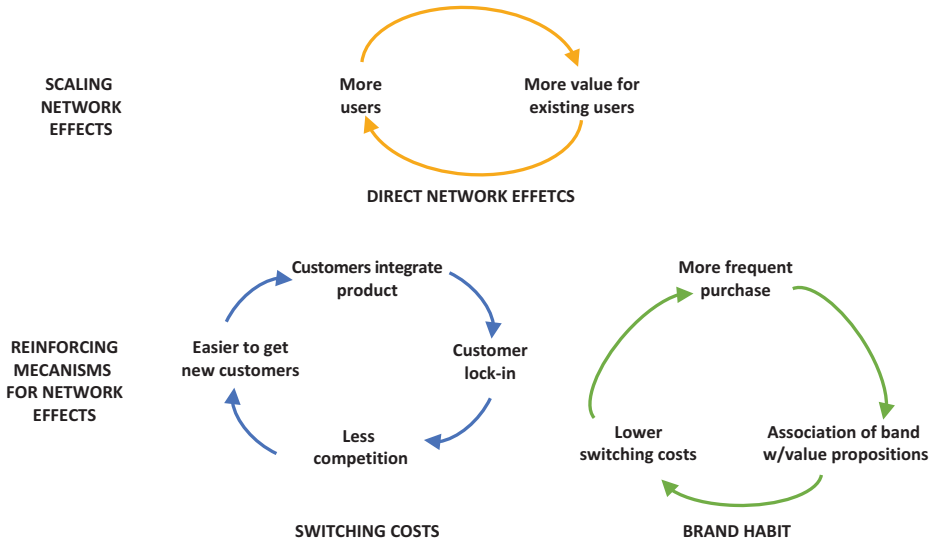 SCALING
NETWORK
EFFECTS
More
users
More value for
existing users
DIRECT NETWORK EFFETCS
REINFORCING
MECANISMS
FOR NETWORK
EFFECTS
Customers integrate
product
Easier to get
new customers
Customer
lock-in
Less
competition
SWITCHING COSTS
More frequent
purchase
Lower
switching costs
Association of band
w/value propositions
BRAND HABIT